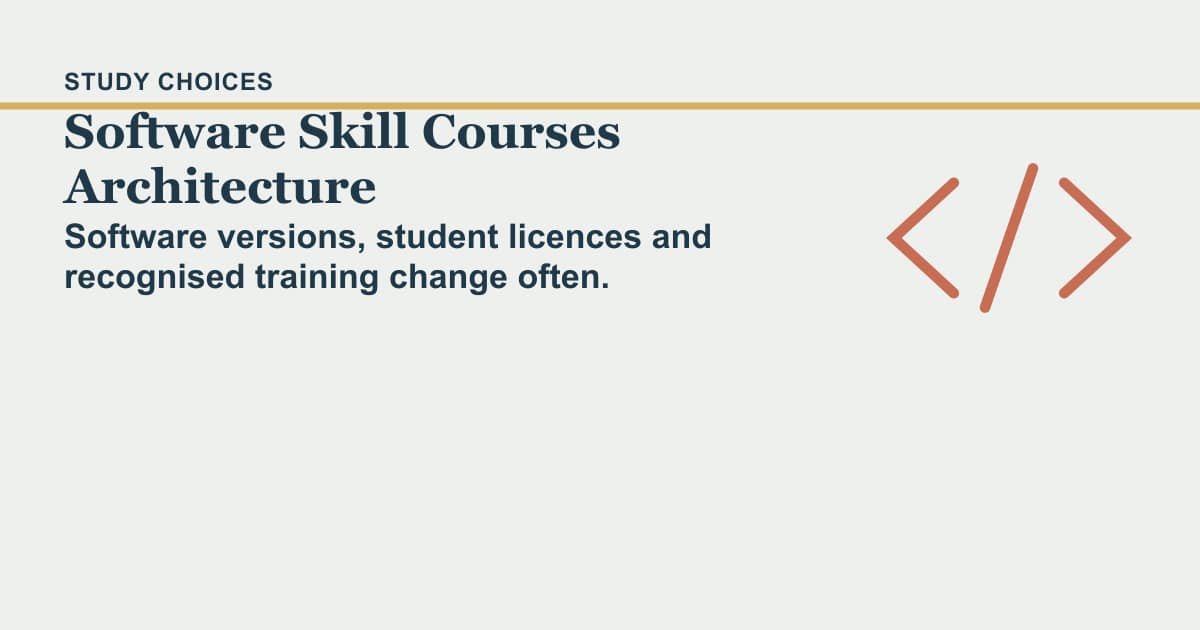 STUDY CHOICES
Software Skill Courses
Architecture
Software versions, student licences and
recognised training change often.